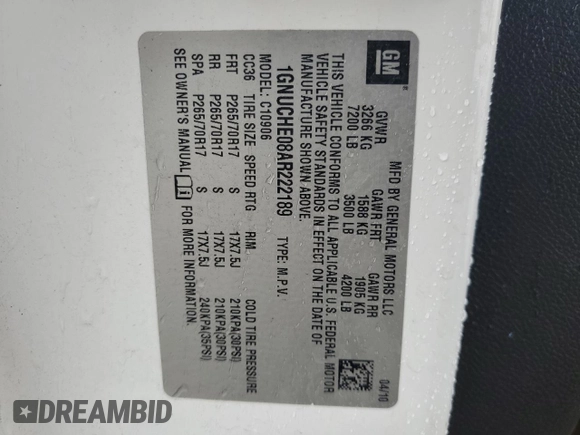 GM
®
04/10
MFD BY GENERAL MOTORS LLC
GVWR GAWR FRT GAWR RR
3266 KG 1588 KG 1905 KG
7200 LB 3500 LB 4200 LB
THIS VEHICLE CONFORMS TO ALL APPLICABLE U.S. FEDERAL MOTOR
VEHICLE SAFETY STANDARDS IN EFFECT ON THE DATE OF
MANUFACTURE SHOWN ABOVE.
1GNUCHE08AR222189 TYPE: M.P.V.
MODEL: C10906
CC36 TIRE SIZE SPEED RTG RIM COLD TIRE PRESSURE
FRT P265/70R17 S 17X7.5J 210KPA(30PSI)
RR P265/70R17 S 17X7.5J 210KPA(30PSI)
SPA P265/70R17 S 17X7.5J 240KPA(35PSI)
SEE OWNER'S MANUAL i FOR MORE INFORMATION.
DREAMBID